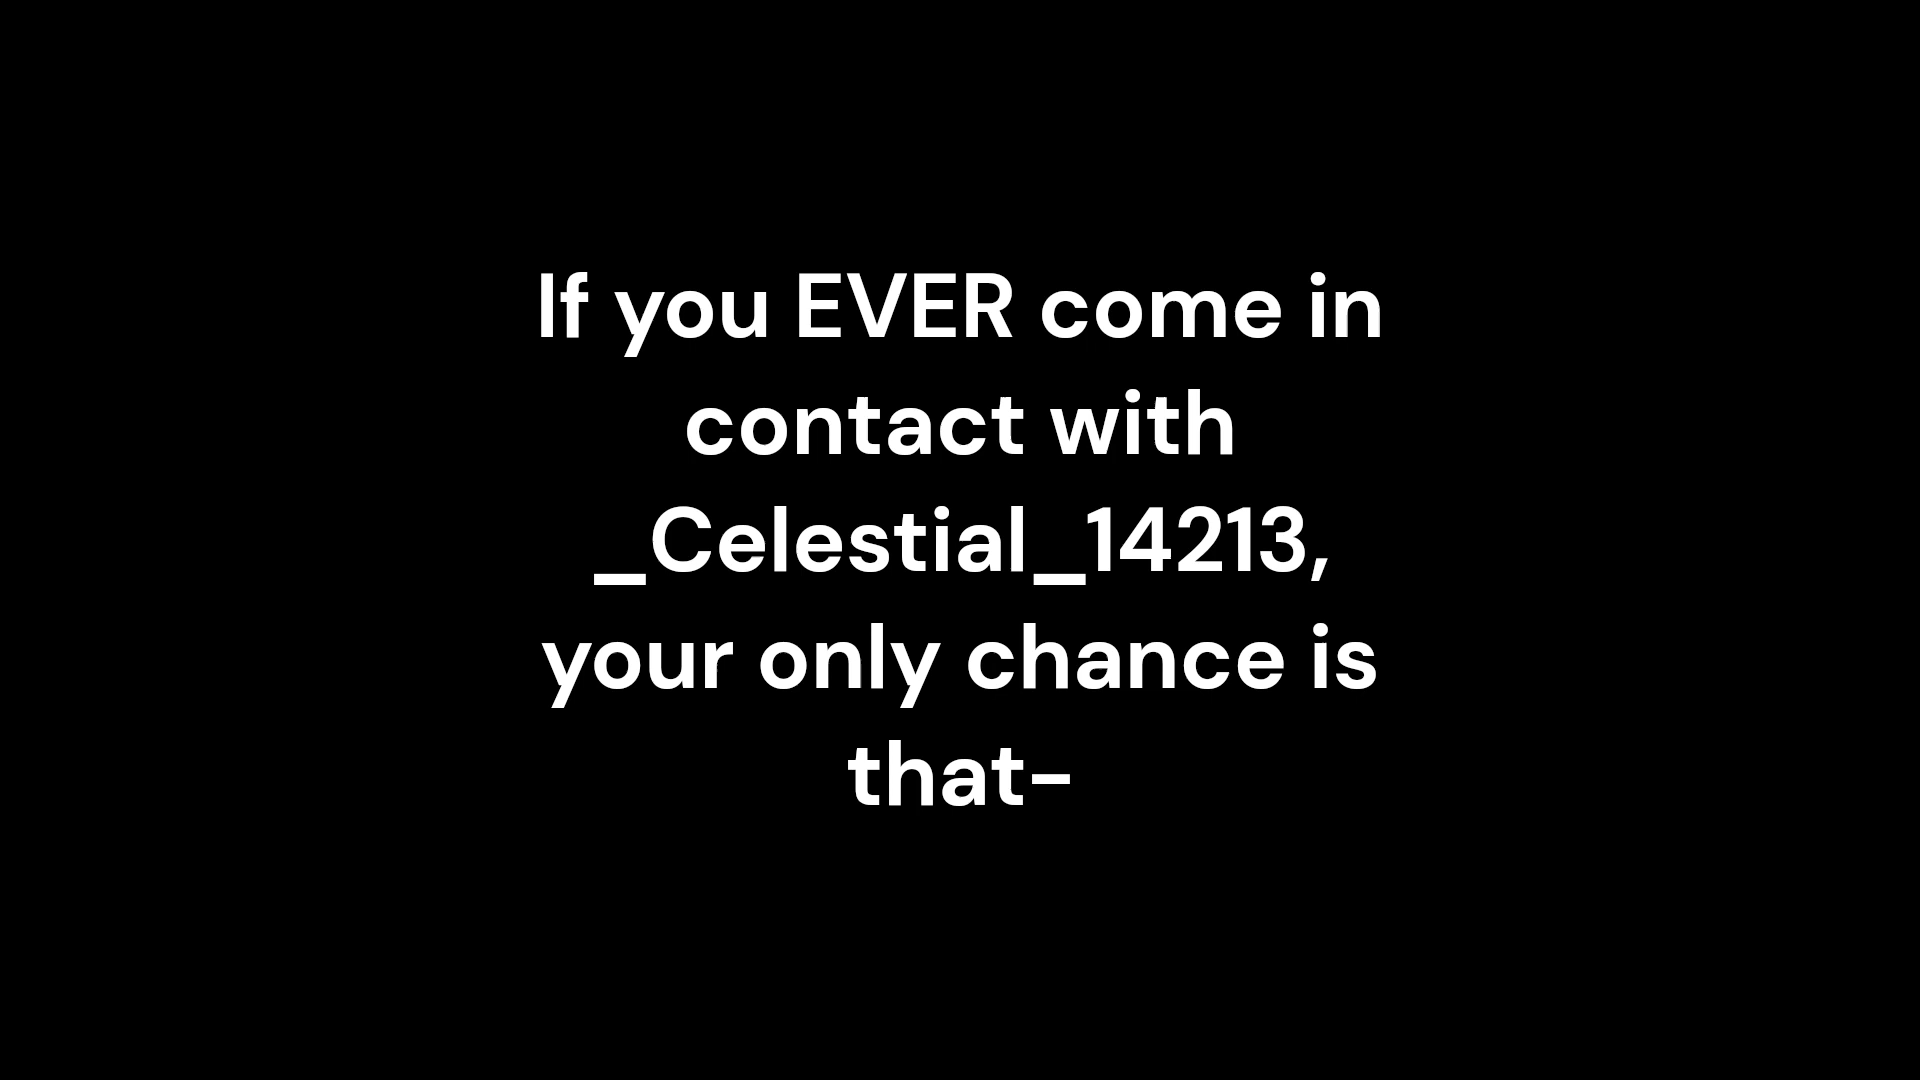 If you EVER come in
contact with
_Celestial_14213,
your only chance is
that-